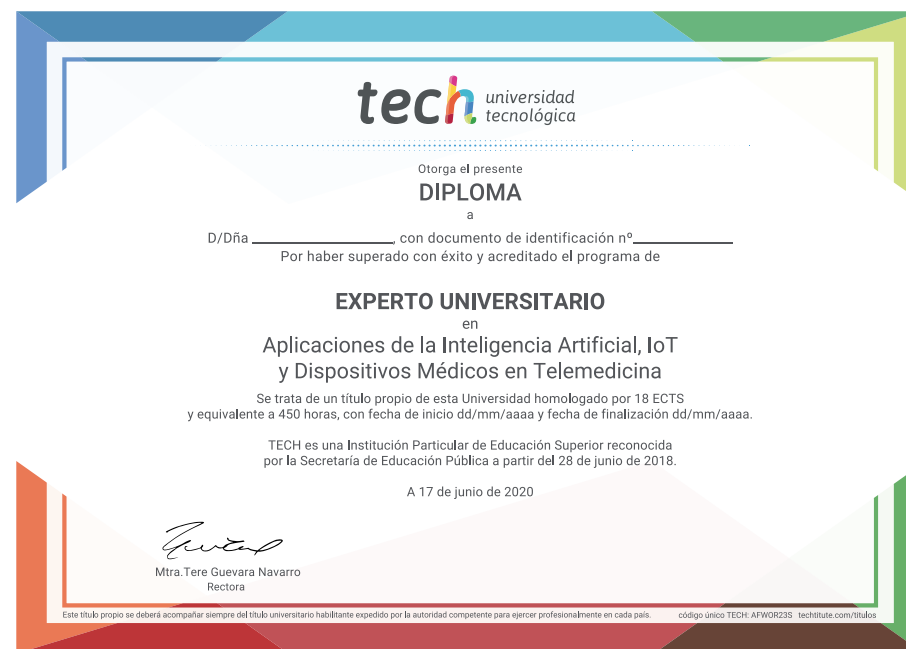 tech universidad
tecnológica
Otorga el presente
DIPLOMA
a
D/Dña ____________________, con documento de identificación nº______________
Por haber superado con éxito y acreditado el programa de
EXPERTO UNIVERSITARIO
en
Aplicaciones de la Inteligencia Artificial, IoT
y Dispositivos Médicos en Telemedicina
Se trata de un título propio de esta Universidad homologado por 18 ECTS
y equivalente a 450 horas, con fecha de inicio dd/mm/aaaa y fecha de finalización dd/mm/aaaa.
TECH es una Institución Particular de Educación Superior reconocida
por la Secretaría de Educación Pública a partir del 28 de junio de 2018.
A 17 de junio de 2020
Mtra.Tere Guevara Navarro
Rectora
Este título propio se deberá acompañar siempre del título universitario habilitante expedido por la autoridad competente para ejercer profesionalmente en cada país. código único TECH: AFWOR23S techtitute.com/titulos